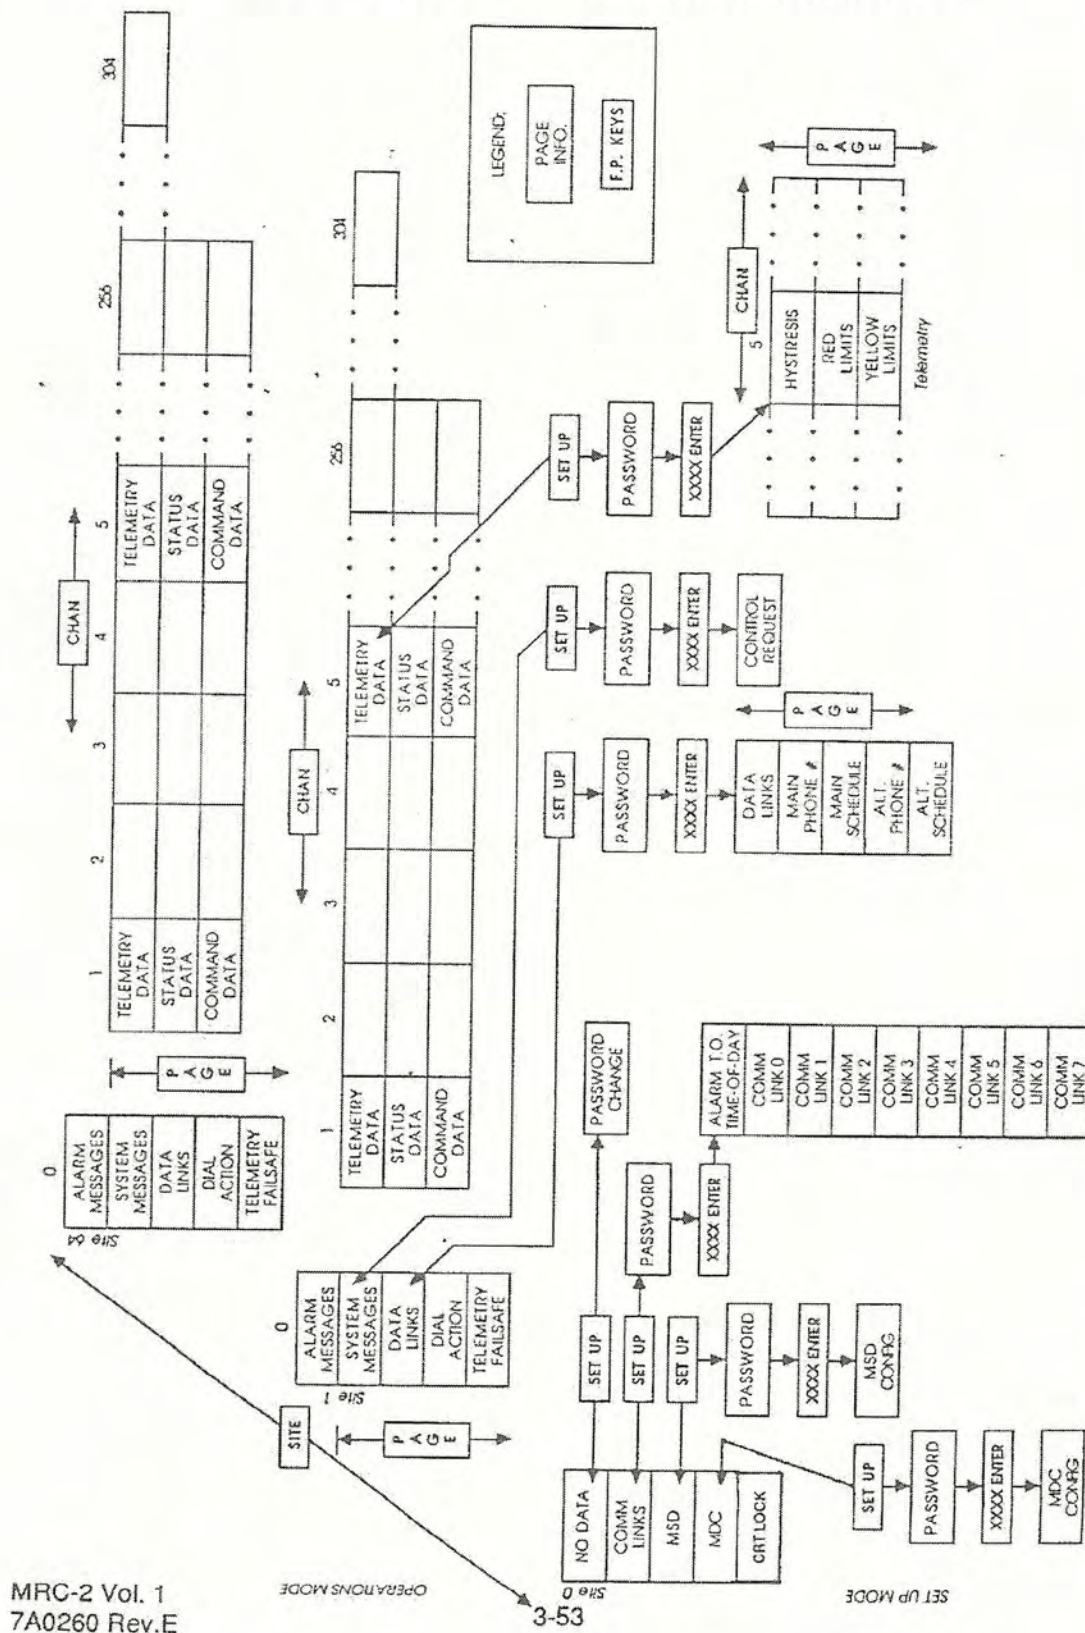 304
256
CHAN
1
2
3
4
5
TELEMETRY DATA
STATUS DATA
COMMAND DATA
TELEMETRY DATA
STATUS DATA
COMMAND DATA
PAGE
0
ALARM MESSAGES
SYSTEM MESSAGES
DATA LINKS
DIAL ACTION
TELEMETRY FAILSAFE
Site 64
304
256
CHAN
1
2
3
4
5
TELEMETRY DATA
STATUS DATA
COMMAND DATA
TELEMETRY DATA
STATUS DATA
COMMAND DATA
0
ALARM MESSAGES
SYSTEM MESSAGES
DATA LINKS
DIAL ACTION
TELEMETRY FAILSAFE
Site 1
SITE
PAGE
OPERATIONS MODE
LEGEND:
PAGE INFO.
F.P. KEYS
SET UP
PASSWORD
XXXX ENTER
CHAN
5
HYSTRESIS
RED LIMITS
YELLOW LIMITS
Telemetry
PAGE
SET UP
PASSWORD
XXXX ENTER
CONTROL REQUEST
SET UP
PASSWORD
XXXX ENTER
DATA LINKS
MAIN PHONE #
MAIN SCHEDULE
ALT. PHONE #
ALT. SCHEDULE
PAGE
NO DATA
COMM LINKS
MSD
MDC
CRT LOCK
Site 0
SET UP
PASSWORD CHANGE
SET UP
PASSWORD
XXXX ENTER
ALARM T.O. TIME-OF-DAY
COMM LINK 0
COMM LINK 1
COMM LINK 2
COMM LINK 3
COMM LINK 4
COMM LINK 5
COMM LINK 6
COMM LINK 7
SET UP
PASSWORD
XXXX ENTER
MSD CONFIG
SET UP
PASSWORD
XXXX ENTER
MDC CONFIG
SET UP MODE
MRC-2 Vol. 1
7A0260 Rev.E
3-53